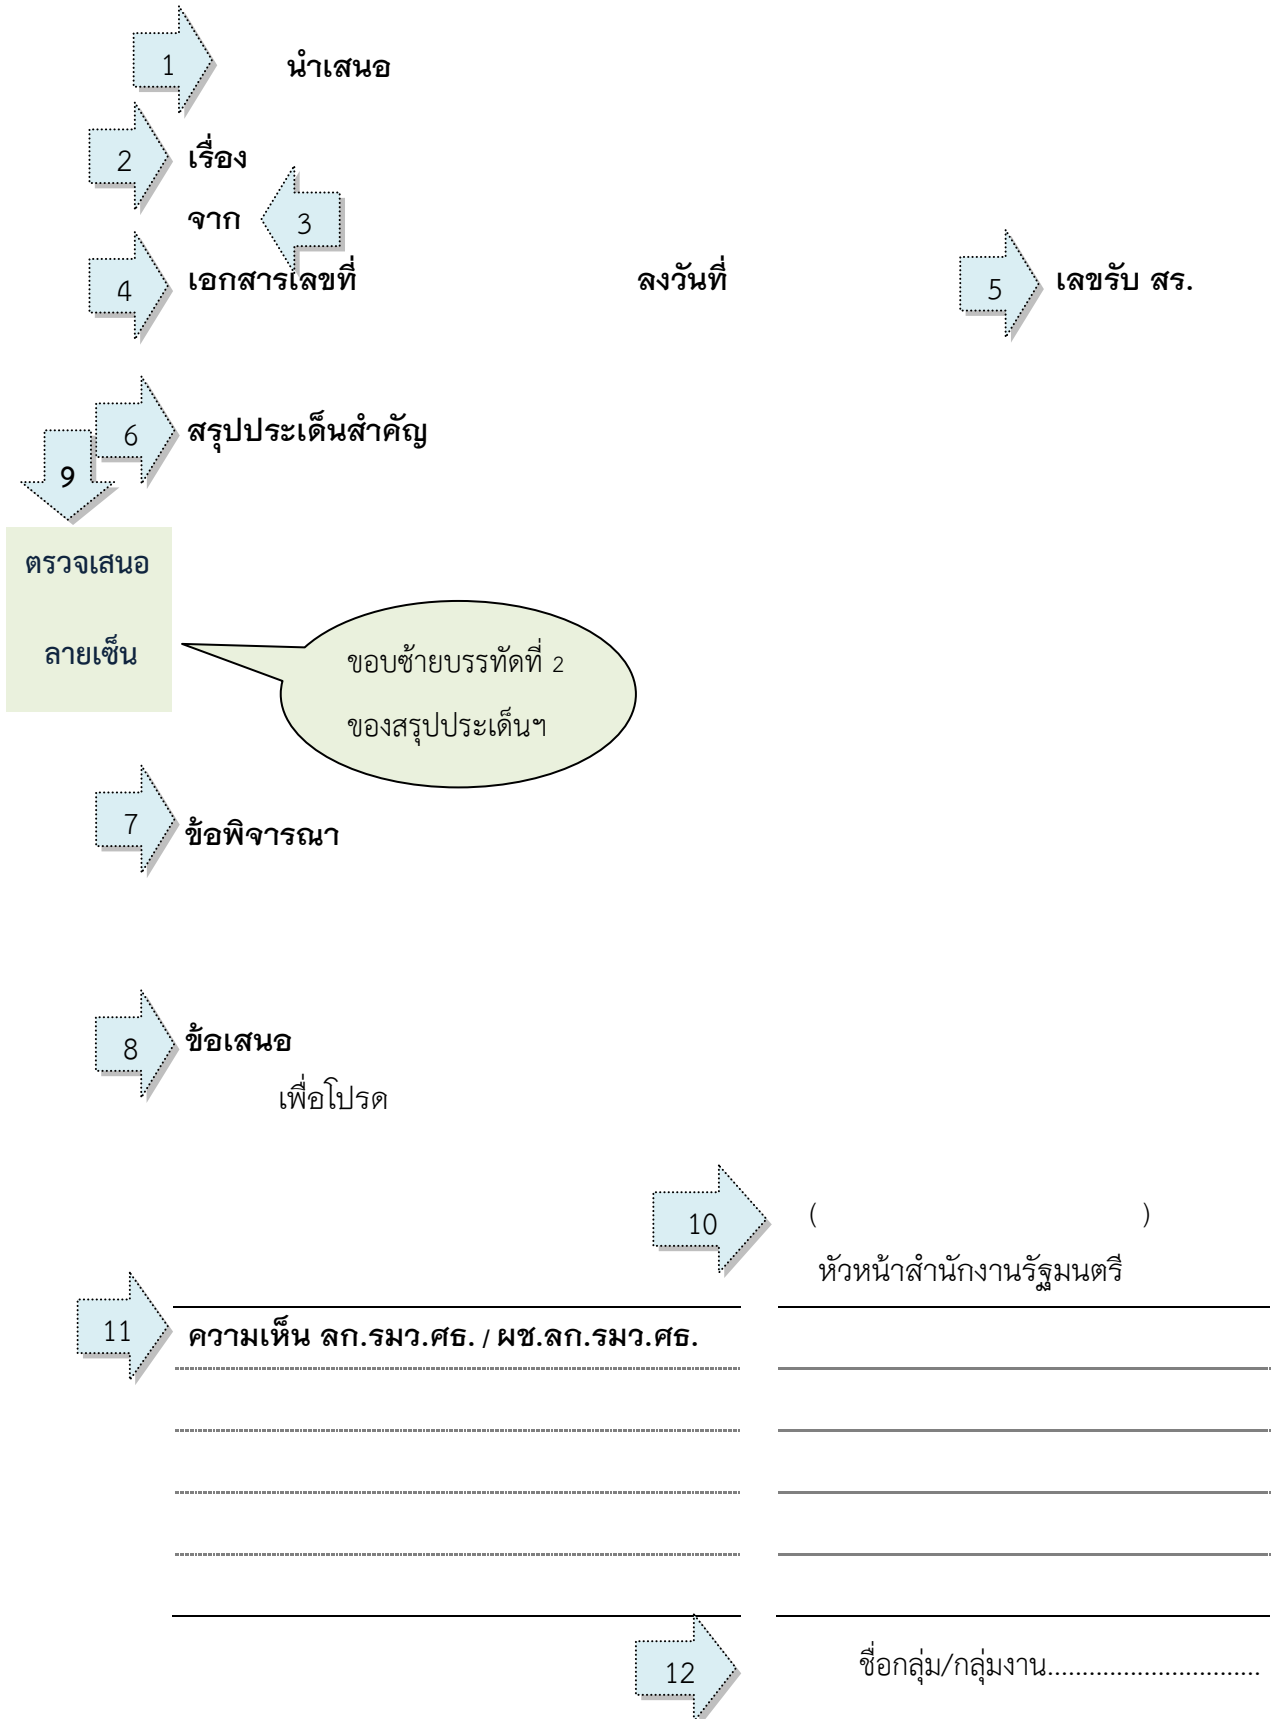 1 นำเสนอ
2 เรื่อง
จาก 3
4 เอกสารเลขที่ ลงวันที่ 5 เลขรับ สร.
6 สรุปประเด็นสำคัญ
9
ตรวจเสนอ
ลายเซ็น
ขอบซ้ายบรรทัดที่ 2
ของสรุปประเด็นฯ
7 ข้อพิจารณา
8 ข้อเสนอ
เพื่อโปรด
10 ( )
หัวหน้าสำนักงานรัฐมนตรี
11 ความเห็น ลก.รมว.ศธ. / ผช.ลก.รมว.ศธ.
12 ชื่อกลุ่ม/กลุ่มงาน...............................